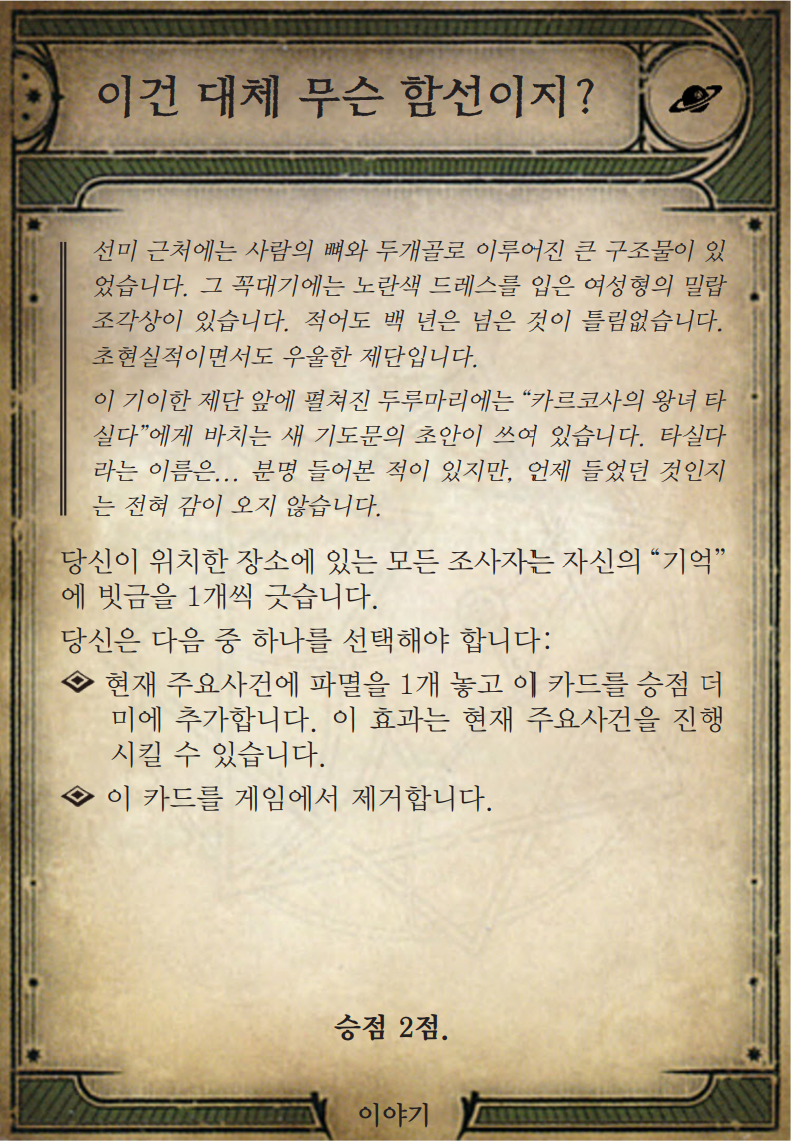 이건 대체 무슨 함선이지?
선미 근처에는 사람의 뼈와 두개골로 이루어진 큰 구조물이 있
었습니다. 그 꼭대기에는 노란색 드레스를 입은 여성형의 밀랍
조각상이 있습니다. 적어도 백 년은 넘은 것이 틀림없습니다.
초현실적이면서도 우울한 제단입니다.
이 기이한 제단 앞에 펼쳐진 두루마리에는 “카르코사의 왕녀 타
실다”에게 바치는 새 기도문의 초안이 쓰여 있습니다. 타실다
라는 이름은... 분명 들어본 적이 있지만, 언제 들었던 것인지
는 전혀 감이 오지 않습니다.
당신이 위치한 장소에 있는 모든 조사자는 자신의 “기억”
에 빗금을 1개씩 긋습니다.
당신은 다음 중 하나를 선택해야 합니다:
현재 주요사건에 파멸을 1개 놓고 이 카드를 승점 더
미에 추가합니다. 이 효과는 현재 주요사건을 진행
시킬 수 있습니다.
이 카드를 게임에서 제거합니다.
승점 2점.
이야기